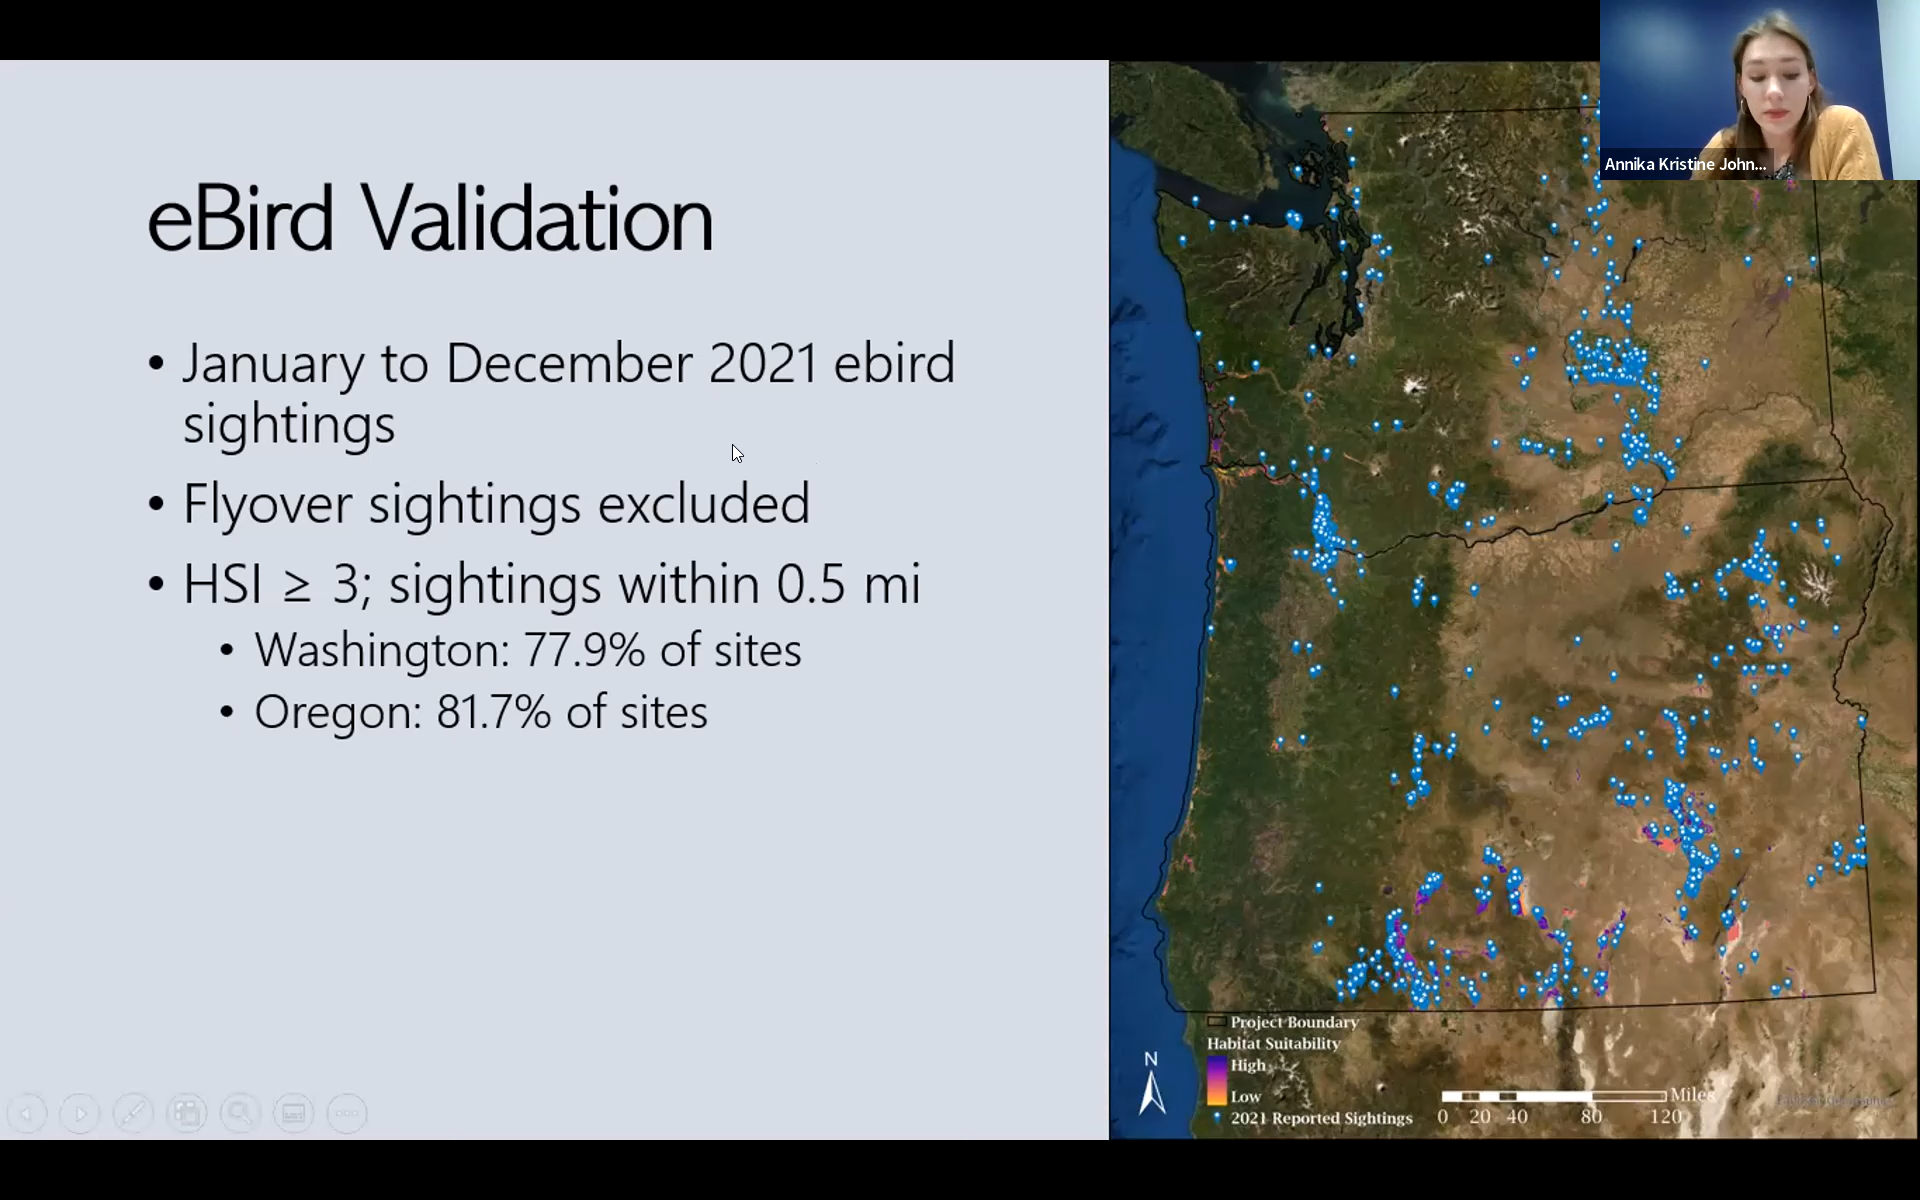 Annika Kristine John...
eBird Validation
• January to December 2021 ebird
sightings
• Flyover sightings excluded
• HSI ≥ 3; sightings within 0.5 mi
• Washington: 77.9% of sites
• Oregon: 81.7% of sites
Project Boundary
Habitat Suitability
High
Low
2021 Reported Sightings
N
Miles
0 20 40 80 120